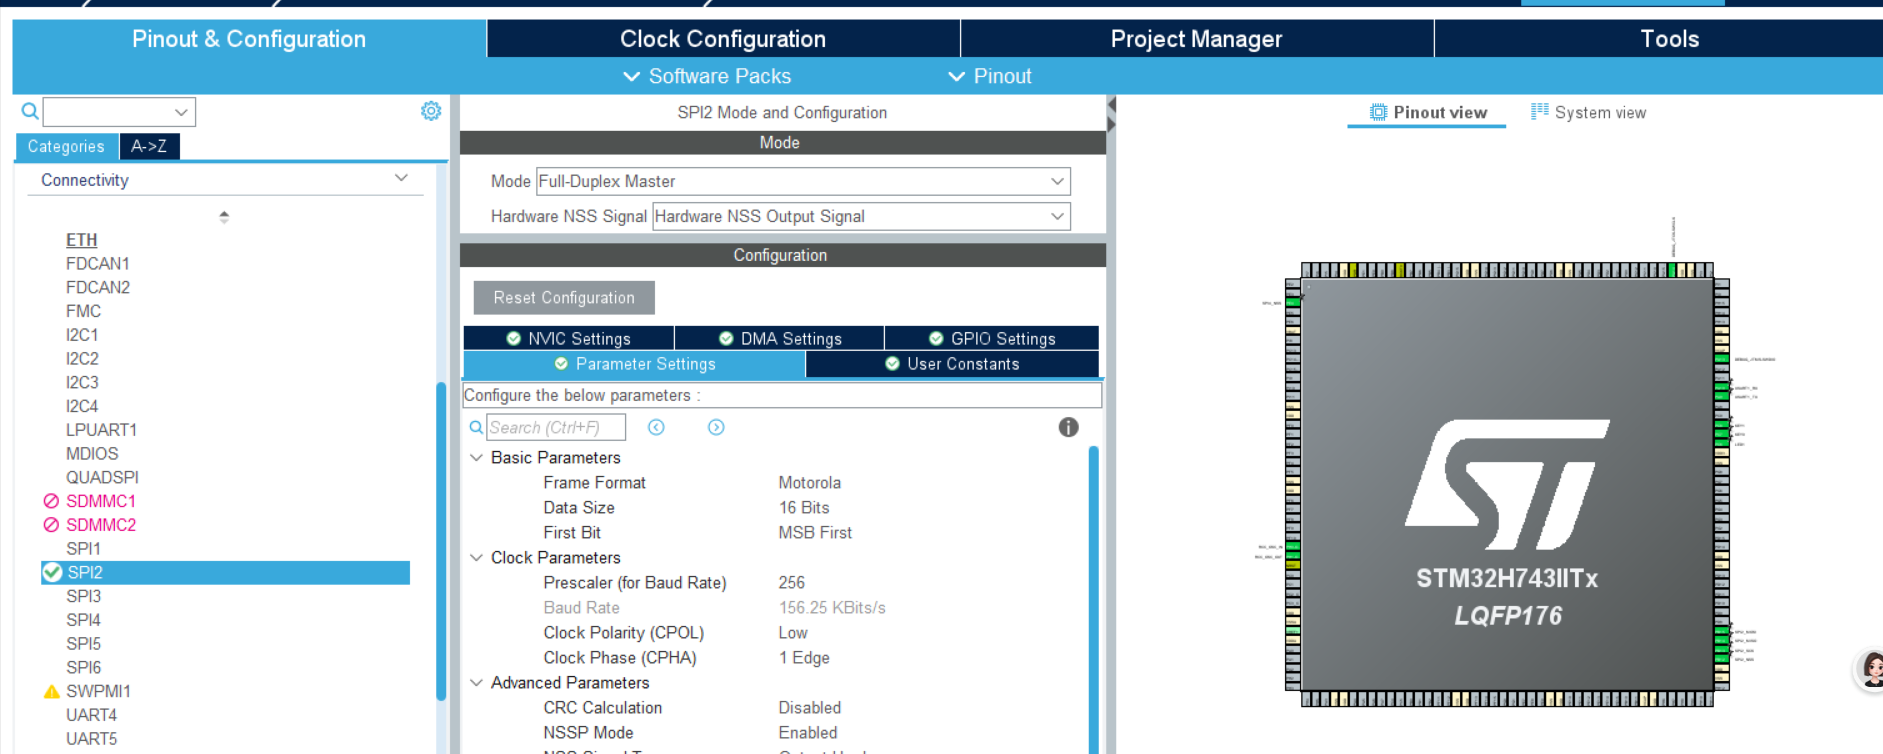 Pinout & Configuration
Clock Configuration
Project Manager
Tools
Software Packs
Pinout
Categories
A->Z
Connectivity
ETH
FDCAN1
FDCAN2
FMC
I2C1
I2C2
I2C3
I2C4
LPUART1
MDIOS
QUADSPI
SDMMC1
SDMMC2
SPI1
SPI2
SPI3
SPI4
SPI5
SPI6
SWPMI1
UART4
UART5
SPI2 Mode and Configuration
Mode
Mode Full-Duplex Master
Hardware NSS Signal Hardware NSS Output Signal
Configuration
Reset Configuration
NVIC Settings
DMA Settings
GPIO Settings
Parameter Settings
User Constants
Configure the below parameters :
Search (Ctrl+F)
Basic Parameters
Frame Format Motorola
Data Size 16 Bits
First Bit MSB First
Clock Parameters
Prescaler (for Baud Rate) 256
Baud Rate 156.25 KBits/s
Clock Polarity (CPOL) Low
Clock Phase (CPHA) 1 Edge
Advanced Parameters
CRC Calculation Disabled
NSSP Mode Enabled
Pinout view
System view
STM32H743IITx
LQFP176